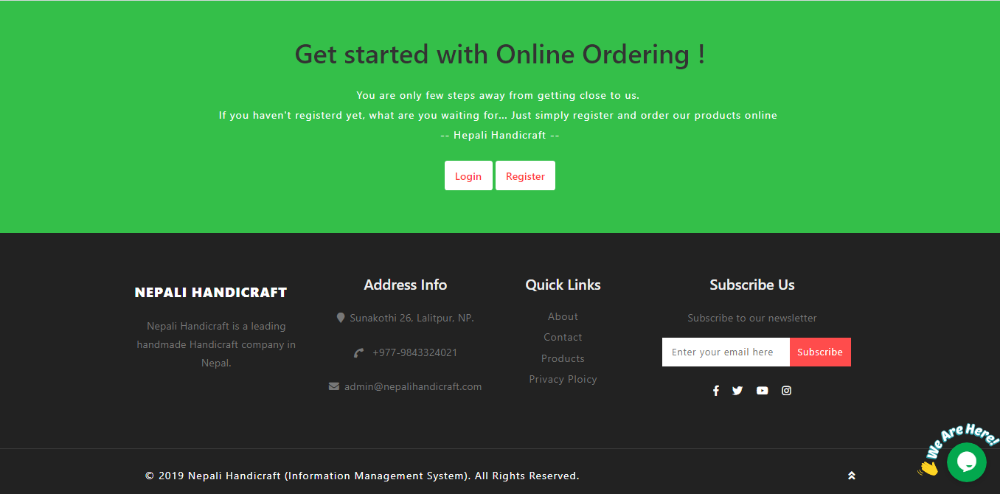 Get started with Online Ordering !
You are only few steps away from getting close to us.
If you haven't registerd yet, what are you waiting for... Just simply register and order our products online
-- Hepali Handicraft --
Login Register
NEPALI HANDICRAFT
Nepali Handicraft is a leading
handmade Handicraft company in
Nepal.
Address Info
Sunakothi 26, Lalitpur, NP.
+977-9843324021
admin@nepalihandicraft.com
Quick Links
About
Contact
Products
Privacy Ploicy
Subscribe Us
Subscribe to our newsletter
Enter your email here Subscribe
We Are Here!
© 2019 Nepali Handicraft (Information Management System). All Rights Reserved.